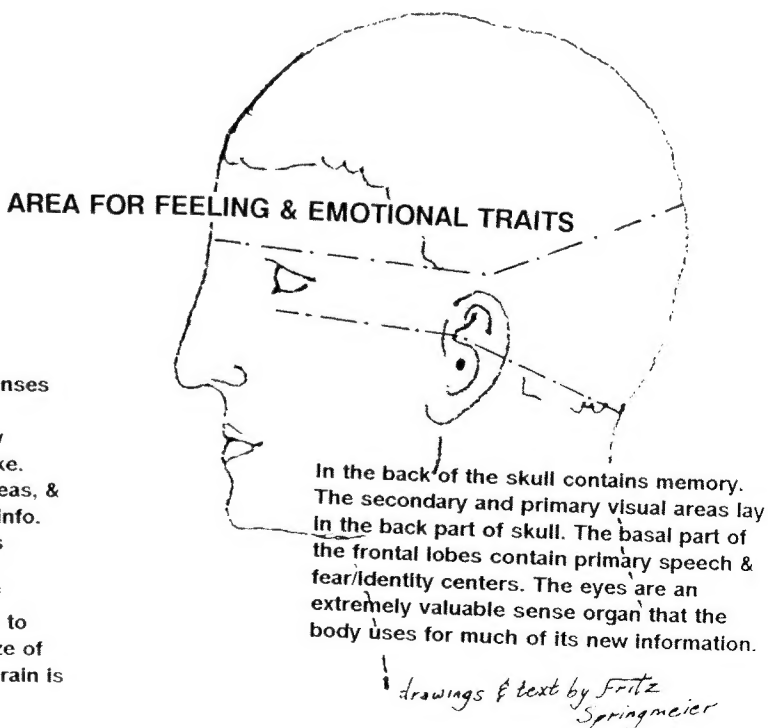 AREA FOR FEELING & EMOTIONAL TRAITS
nses
ke.
eas, &
info.
s
to
ze of
rain is
In the back of the skull contains memory.
The secondary and primary visual areas lay
in the back part of skull. The basal part of
the frontal lobes contain primary speech &
fear/identity centers. The eyes are an
extremely valuable sense organ that the
body uses for much of its new information.
drawings & text by Fritz
Springmeier